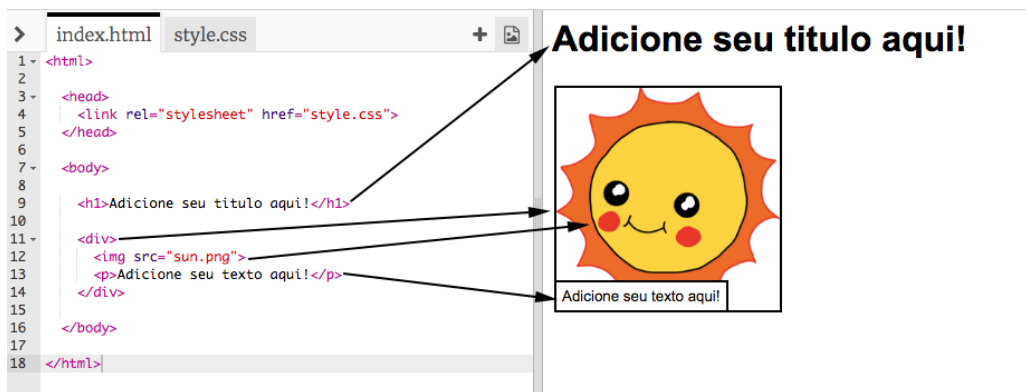 index.html style.css
Adicione seu titulo aqui!
1 <html>
2
3 <head>
4 <link rel="stylesheet" href="style.css">
5 </head>
6
7 <body>
8
9 <h1>Adicione seu titulo aqui!</h1>
10
11 <div>
12 <img src="sun.png">
13 <p>Adicione seu texto aqui!</p>
14 </div>
15
16 </body>
17
18 </html>
Adicione seu texto aqui!